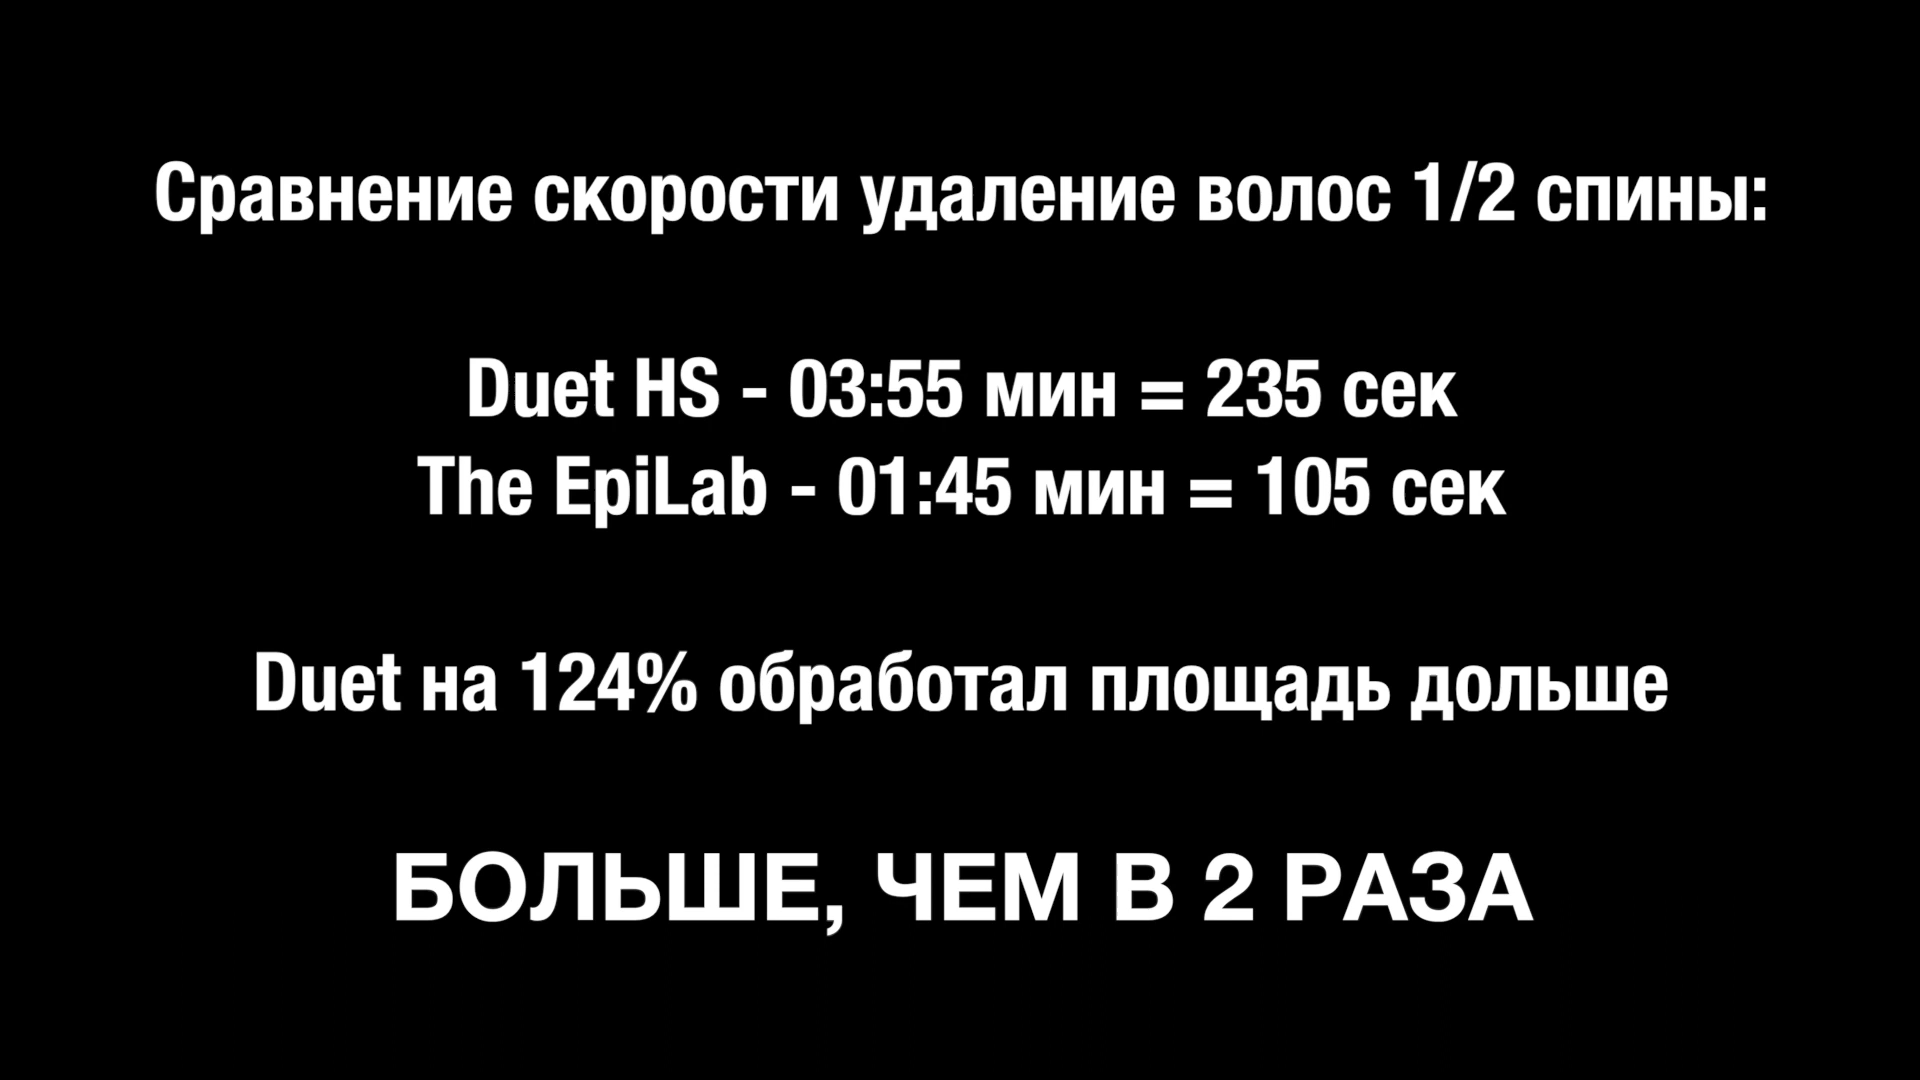 Сравнение скорости удаление волос 1/2 спины:
Duet HS - 03:55 мин = 235 сек
The EpiLab - 01:45 мин = 105 сек
Duet на 124% обработал площадь дольше
БОЛЬШЕ, ЧЕМ В 2 РАЗА